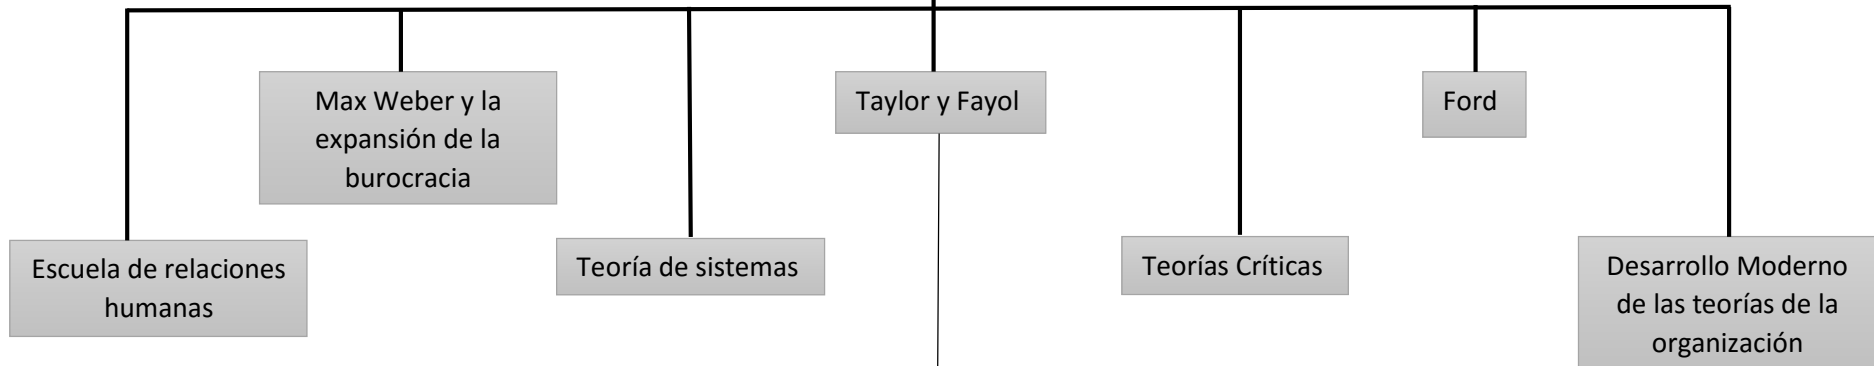 Max Weber y la
expansión de la
burocracia
Taylor y Fayol
Ford
Escuela de relaciones
humanas
Teoría de sistemas
Teorías Críticas
Desarrollo Moderno
de las teorías de la
organización